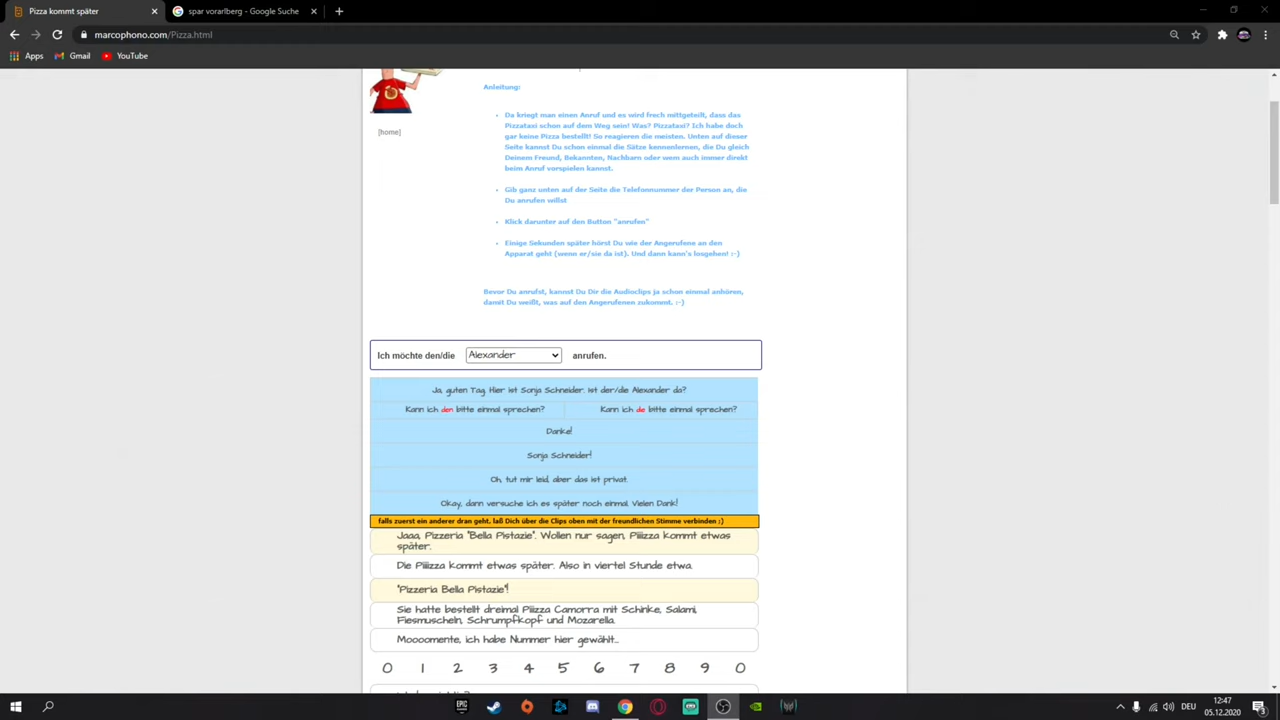 Pizza kommt später
spar vorarlberg - Google Suche
marcophono.com/Pizza.html
Apps
Gmail
YouTube
Anleitung:
[home]
Da kriegt man einen Anruf und es wird frech mittgeteilt, dass das
Pizzataxi schon auf dem Weg sein! Was? Pizzataxi? Ich habe doch
gar keine Pizza bestellt! So reagieren die meisten. Unten auf dieser
Seite kannst Du schon einmal die Sätze kennenlernen, die Du gleich
Deinem Freund, Bekannten, Nachbarn oder wem auch immer direkt
beim Anruf vorspielen kannst.
Gib ganz unten auf der Seite die Telefonnummer der Person an, die
Du anrufen willst
Klick darunter auf den Button "anrufen"
Einige Sekunden später hörst Du wie der Angerufene an den
Apparat geht (wenn er/sie da ist). Und dann kann's losgehen! :-)
Bevor Du anrufst, kannst Du Dir die Audioclips ja schon einmal anhören,
damit Du weißt, was auf den Angerufenen zukommt. :-)
Ich möchte den/die Alexander anrufen.
Ja, guten Tag. Hier ist Sonja Schneider. Ist der/die Alexander da?
Kann ich den bitte einmal sprechen? Kann ich die bitte einmal sprechen?
Danke!
Sonja Schneider!
Oh, tut mir leid, aber das ist privat.
Okay, dann versuche ich es später noch einmal. Vielen Dank!
falls zuerst ein anderer dran geht, laß Dich über die Clips oben mit der freundlichen Stimme verbinden ;)
Jaaa, Pizzeria "Bella Pistazie". Wollen nur sagen, Piiizza kommt etwas
später.
Die Piiizza kommt etwas später. Also in viertel Stunde etwa.
"Pizzeria Bella Pistazie"!
Sie hatte bestellt dreimal Piiizza Camorra mit Schinke, Salami,
Fiesmuscheln, Schrumpfkopf und Mozarella.
Moooomente, ich habe Nummer hier gewählt...
0 1 2 3 4 5 6 7 8 9 0
EPIC
DEU
12:47
05.12.2020
2